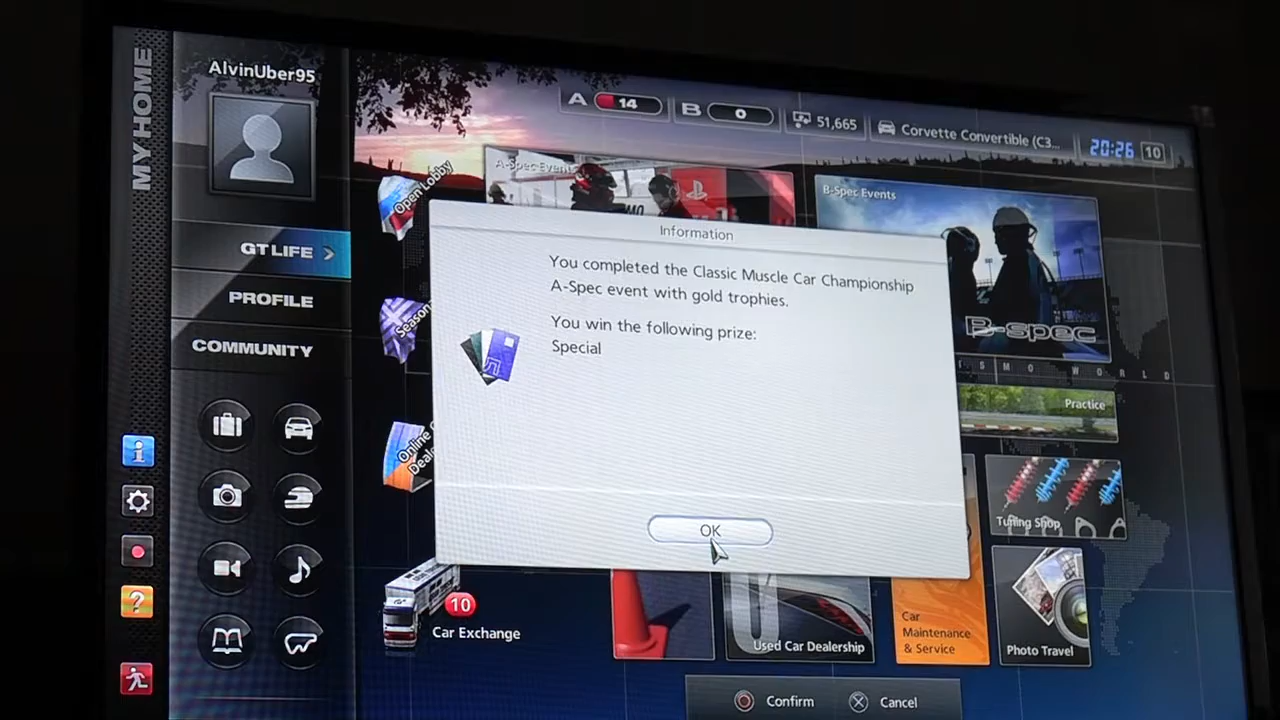 MY HOME
AlvinUber95
A 14
B 0
51,665
Corvette Convertible (C3...
20:26 10
GT LIFE >
PROFILE
COMMUNITY
Open Lobby
A-Spec Events
B-Spec Events
B-spec
Season
Online
Deale
W O R L D
Practice
Tuning Shop
Information
You completed the Classic Muscle Car Championship
A-Spec event with gold trophies.
You win the following prize:
Special
OK
10
Car Exchange
Used Car Dealership
Car
Maintenance
& Service
Photo Travel
Confirm
Cancel